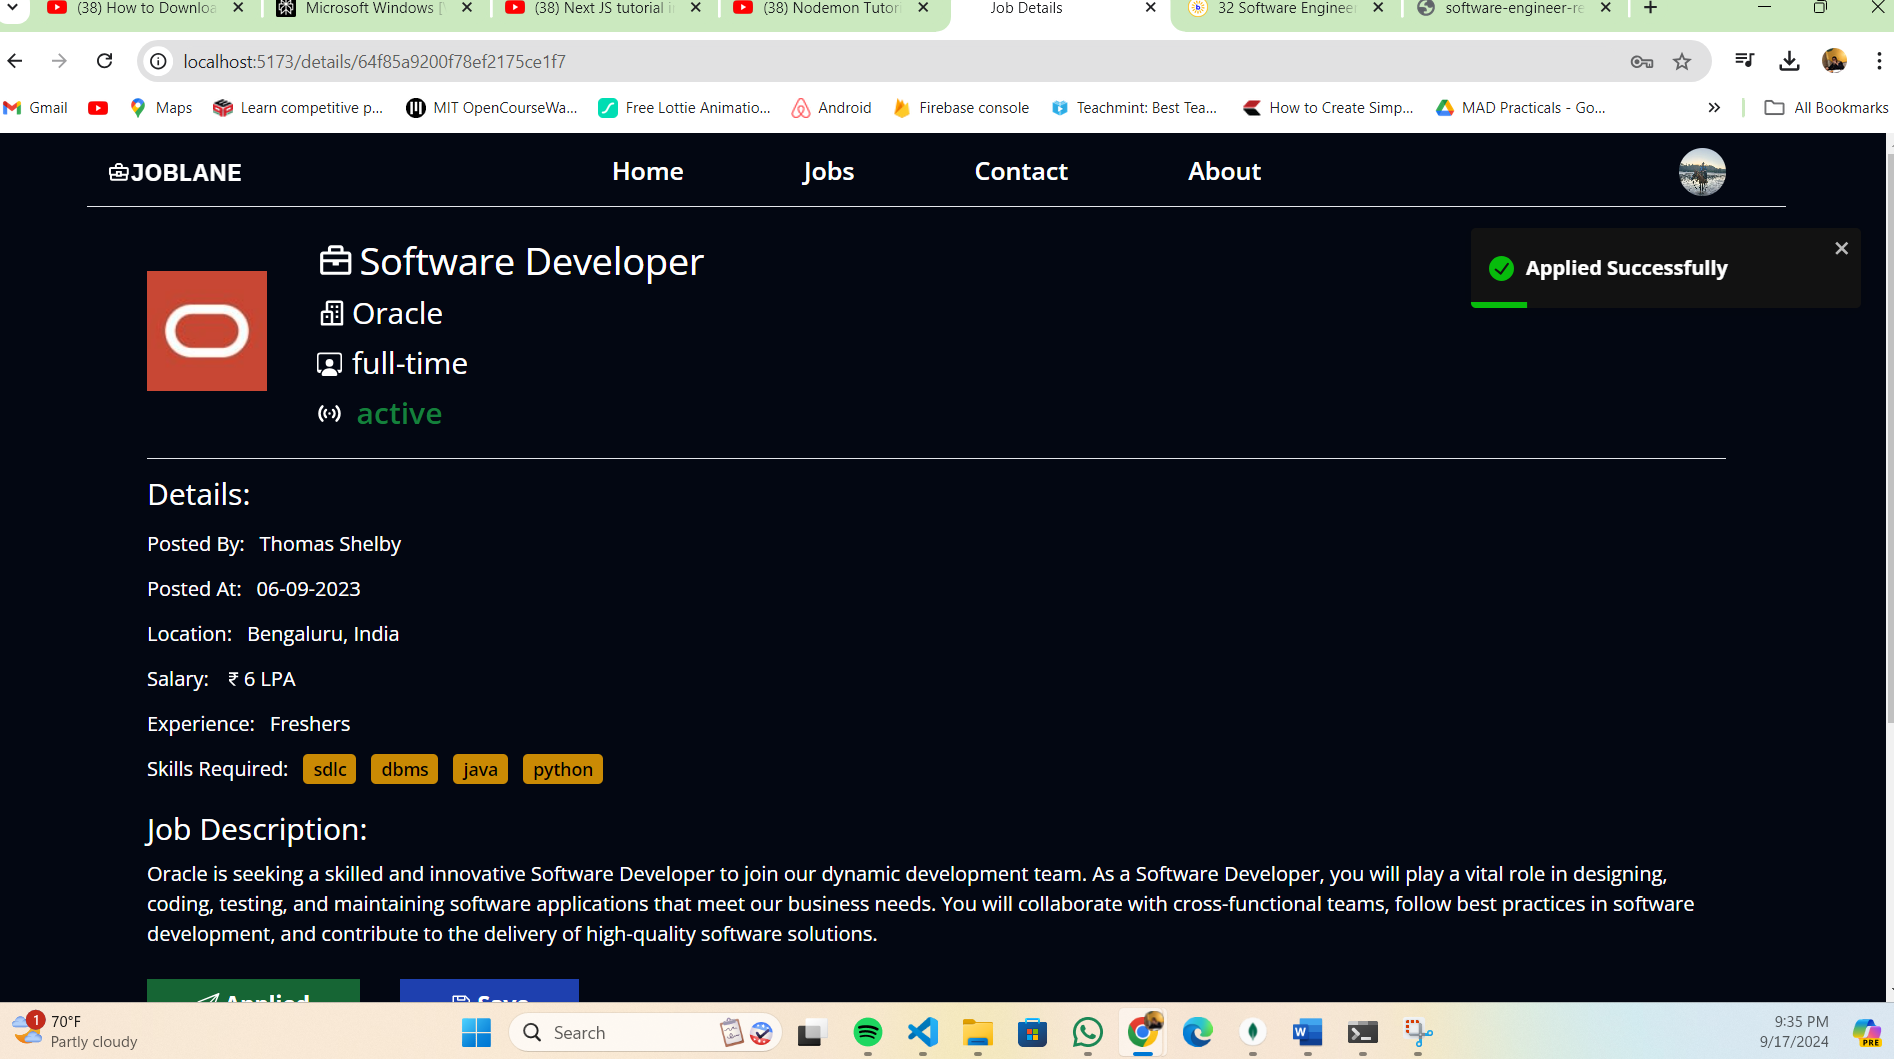 (38) How to Downloa
Microsoft Windows [
(38) Next JS tutorial i
(38) Nodemon Tutor
Job Details
32 Software Enginee
software-engineer-re
localhost:5173/details/64f85a9200f78ef2175ce1f7
Gmail
Maps
Learn competitive p...
MIT OpenCourseWa...
Free Lottie Animatio...
Android
Firebase console
Teachmint: Best Tea...
How to Create Simp...
MAD Practicals - Go...
All Bookmarks
JOBLANE
Home
Jobs
Contact
About
Software Developer
Oracle
full-time
active
Applied Successfully
Details:
Posted By: Thomas Shelby
Posted At: 06-09-2023
Location: Bengaluru, India
Salary: ₹ 6 LPA
Experience: Freshers
Skills Required: sdlc dbms java python
Job Description:
Oracle is seeking a skilled and innovative Software Developer to join our dynamic development team. As a Software Developer, you will play a vital role in designing,
coding, testing, and maintaining software applications that meet our business needs. You will collaborate with cross-functional teams, follow best practices in software
development, and contribute to the delivery of high-quality software solutions.
Applied
Save
1
70°F
Partly cloudy
Search
PRE
9:35 PM
9/17/2024